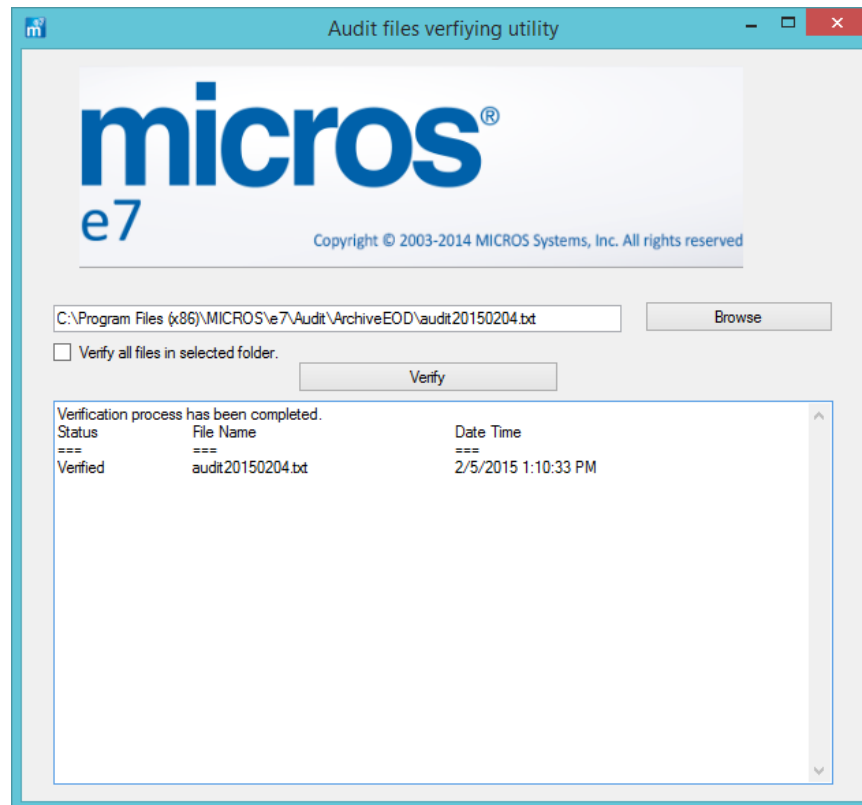 m e7
Audit files verfiying utility
micros®
e7
Copyright © 2003-2014 MICROS Systems, Inc. All rights reserved
C:\Program Files (x86)\MICROS\e7\Audit\ArchiveEOD\audit20150204.txt Browse
Verify all files in selected folder.
Verify
Verification process has been completed.
Status File Name Date Time
=== === ===
Verified audit20150204.txt 2/5/2015 1:10:33 PM